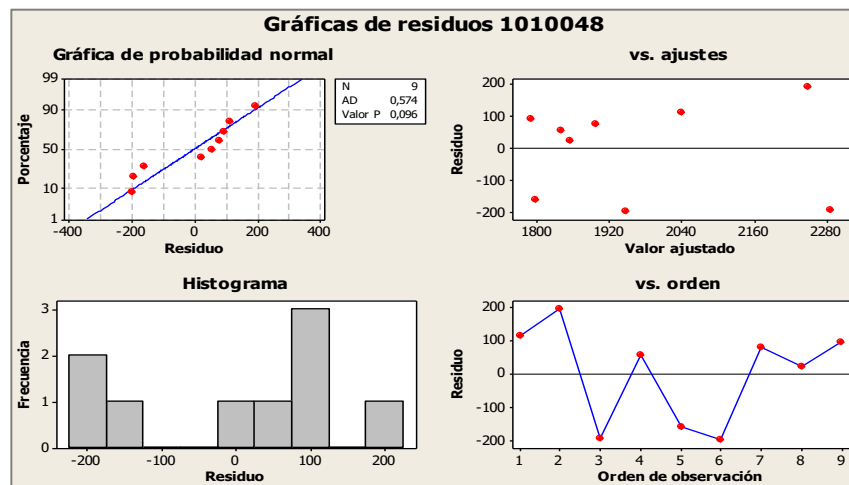 Gráficas de residuos 1010048
Gráfica de probabilidad normal
99
90
50
10
1
Porcentaje
-400 -200 0 200 400
Residuo
N 9
AD 0,574
Valor P 0,096
vs. ajustes
200
100
0
-100
-200
Residuo
1800 1920 2040 2160 2280
Valor ajustado
Histograma
3
2
1
0
Frecuencia
-200 -100 0 100 200
Residuo
vs. orden
200
100
0
-100
-200
Residuo
1 2 3 4 5 6 7 8 9
Orden de observación